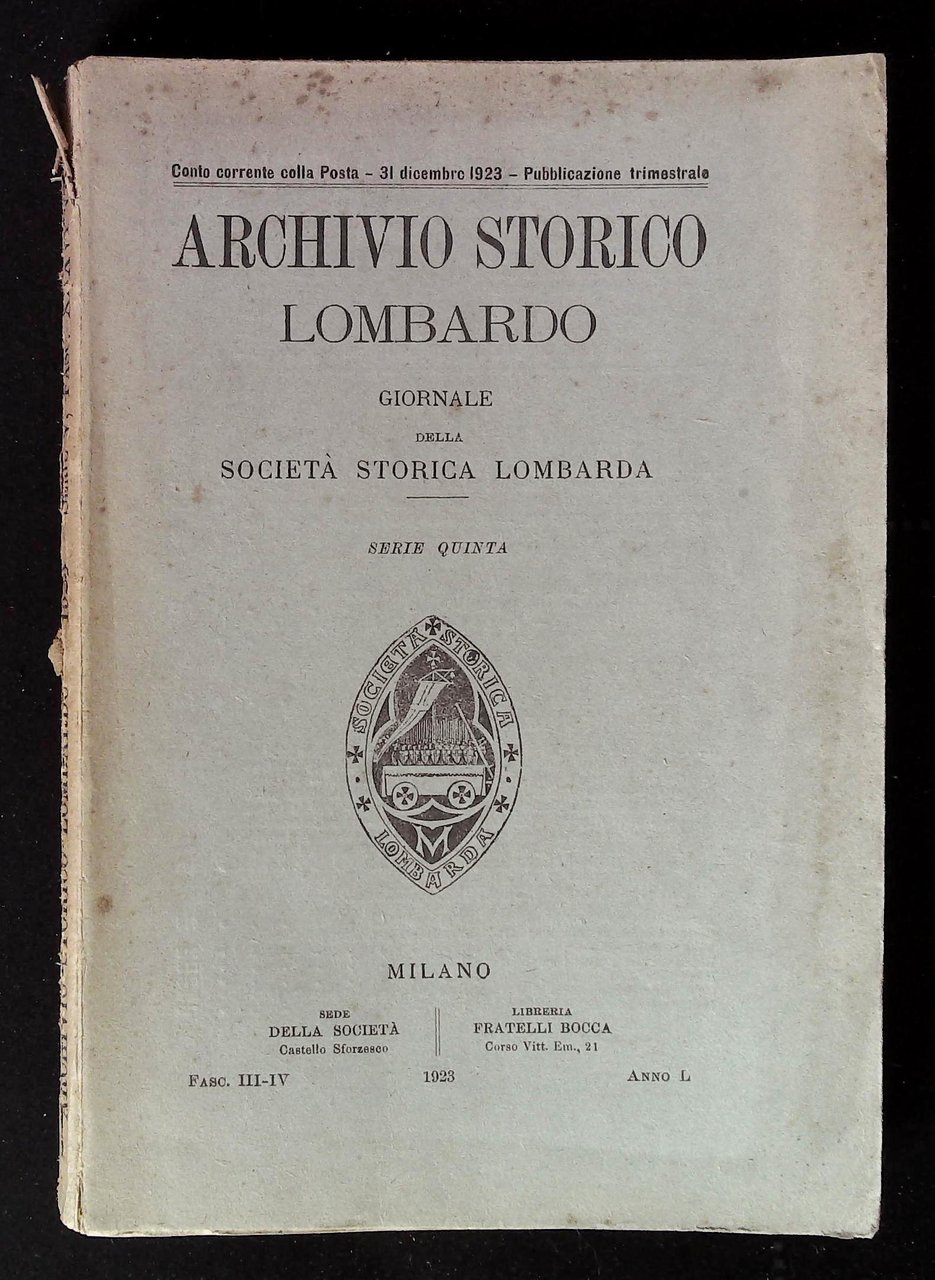 Conto corrente colla Posta - 31 dicembre 1923 - Pubblicazione trimestrale
ARCHIVIO STORICO
LOMBARDO
GIORNALE
DELLA
SOCIETÀ STORICA LOMBARDA
SERIE QUINTA
SOCIETÀ STORICA
M
LOMBARDA
MILANO
SEDE
DELLA SOCIETÀ
Castello Sforzesco
LIBRERIA
FRATELLI BOCCA
Corso Vitt. Em., 21
FASC. III-IV
1923
ANNO L